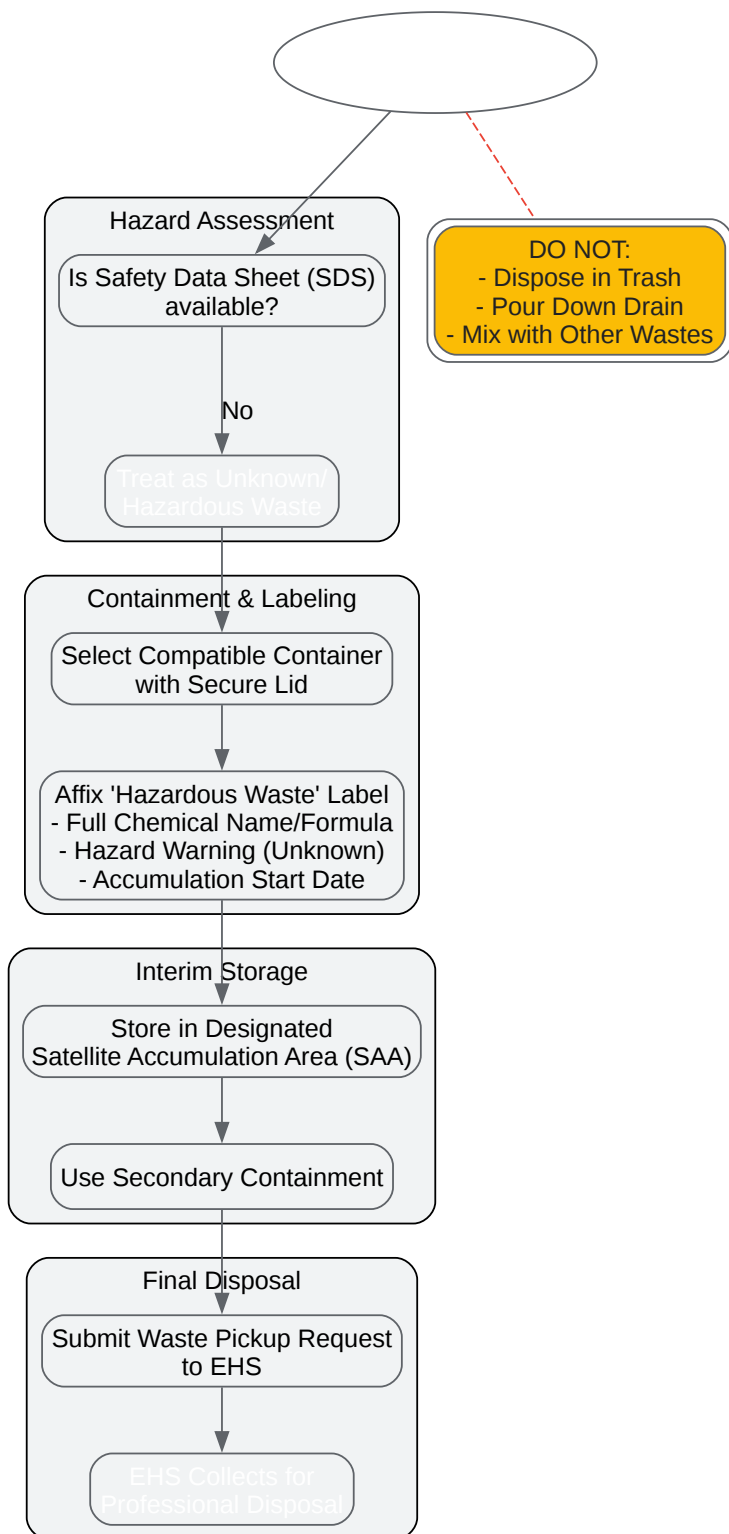 Hazard Assessment
Is Safety Data Sheet (SDS)
available?
No
Treat as Unknown/
Hazardous Waste
DO NOT:
- Dispose in Trash
- Pour Down Drain
- Mix with Other Wastes
Containment & Labeling
Select Compatible Container
with Secure Lid
Affix 'Hazardous Waste' Label
- Full Chemical Name/Formula
- Hazard Warning (Unknown)
- Accumulation Start Date
Interim Storage
Store in Designated
Satellite Accumulation Area (SAA)
Use Secondary Containment
Final Disposal
Submit Waste Pickup Request
to EHS
EHS Collects for
Professional Disposal